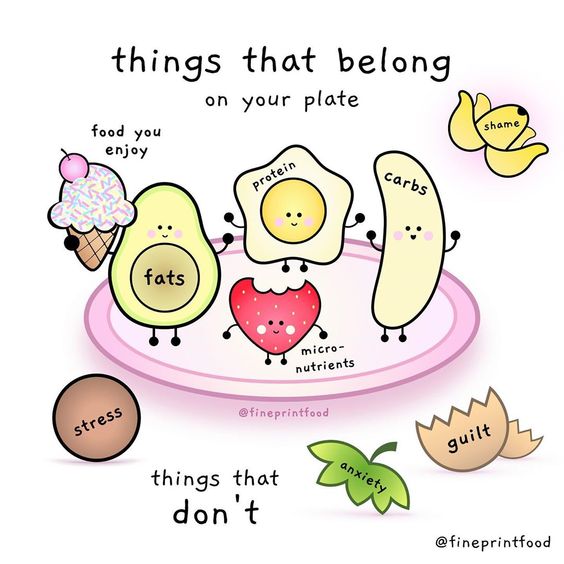 things that belong
on your plate
food you
enjoy
shame
protein
carbs
fats
micro-
nutrients
@fineprintfood
stress
guilt
anxiety
things that
don't
@fineprintfood